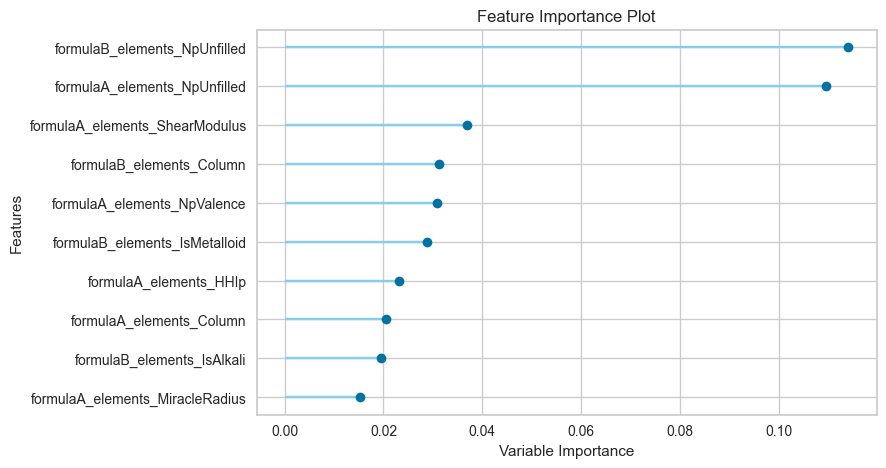 Feature Importance Plot
formulaB_elements_NpUnfilled
formulaA_elements_NpUnfilled
formulaA_elements_ShearModulus
formulaB_elements_Column
formulaA_elements_NpValence
formulaB_elements_IsMetalloid
formulaA_elements_HHIp
formulaA_elements_Column
formulaB_elements_IsAlkali
formulaA_elements_MiracleRadius
Features
0.00 0.02 0.04 0.06 0.08 0.10
Variable Importance